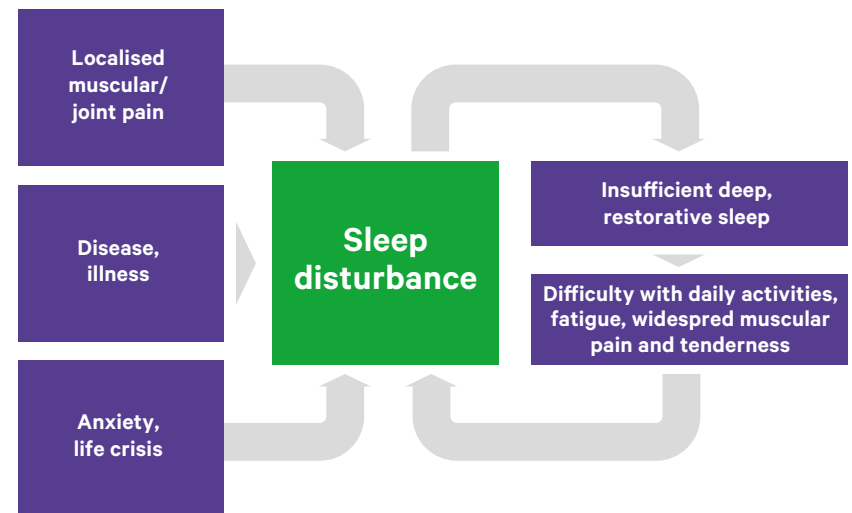 Localised
muscular/
joint pain
Disease,
illness
Anxiety,
life crisis
Sleep
disturbance
Insufficient deep,
restorative sleep
Difficulty with daily activities,
fatigue, widespred muscular
pain and tenderness